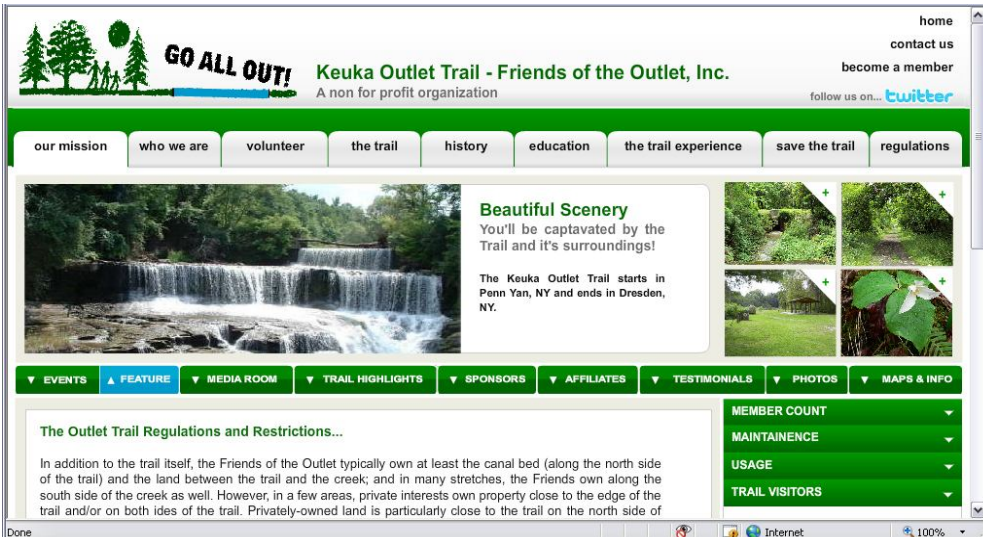 home
contact us
become a member
follow us on... twitter
GO ALL OUT!
Keuka Outlet Trail - Friends of the Outlet, Inc.
A non for profit organization
our mission who we are volunteer the trail history education the trail experience save the trail regulations
Beautiful Scenery
You'll be captavated by the
Trail and it's surroundings!
The Keuka Outlet Trail starts in
Penn Yan, NY and ends in Dresden,
NY.
+ +
+ +
▼ EVENTS ▲ FEATURE ▼ MEDIA ROOM ▼ TRAIL HIGHLIGHTS ▼ SPONSORS ▼ AFFILIATES ▼ TESTIMONIALS ▼ PHOTOS ▼ MAPS & INFO
The Outlet Trail Regulations and Restrictions...
In addition to the trail itself, the Friends of the Outlet typically own at least the canal bed (along the north side
of the trail) and the land between the trail and the creek; and in many stretches, the Friends own along the
south side of the creek as well. However, in a few areas, private interests own property close to the edge of the
trail and/or on both ides of the trail. Privately-owned land is particularly close to the trail on the north side of
MEMBER COUNT
MAINTAINENCE
USAGE
TRAIL VISITORS
Done Internet 100%